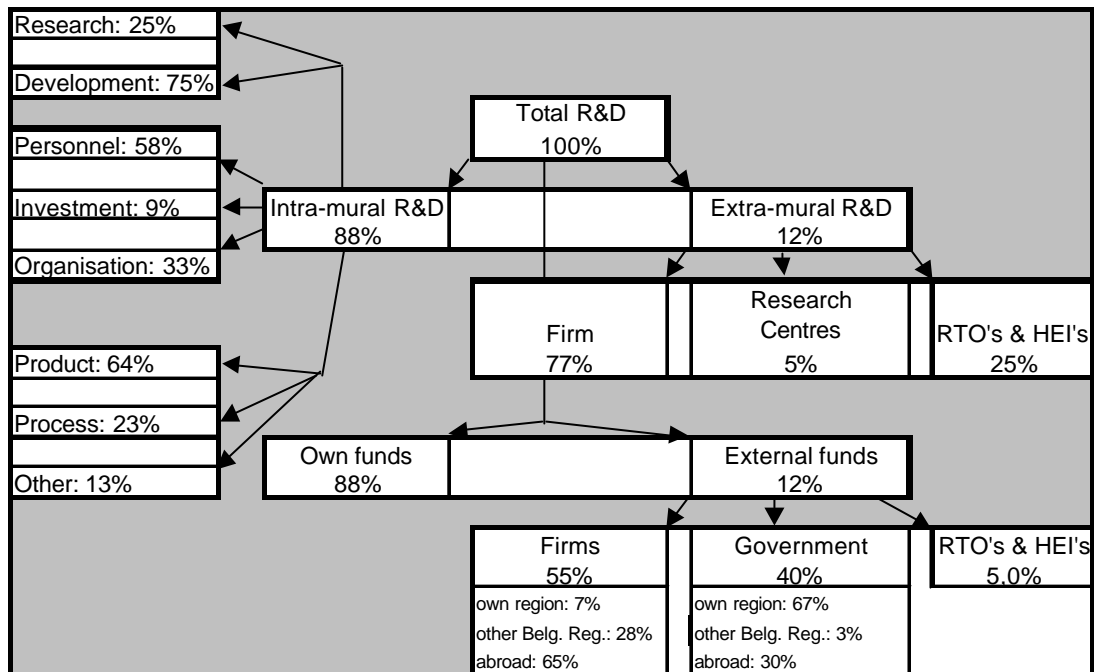 Research: 25%
Development: 75%
Personnel: 58%
Investment: 9%
Organisation: 33%
Product: 64%
Process: 23%
Other: 13%
Total R&D
100%
Intra-mural R&D
88%
Extra-mural R&D
12%
Firm
77%
Research
Centres
5%
RTO's & HEI's
25%
Own funds
88%
External funds
12%
Firms
55%
own region: 7%
other Belg. Reg.: 28%
abroad: 65%
Government
40%
own region: 67%
other Belg. Reg.: 3%
abroad: 30%
RTO's & HEI's
5,0%